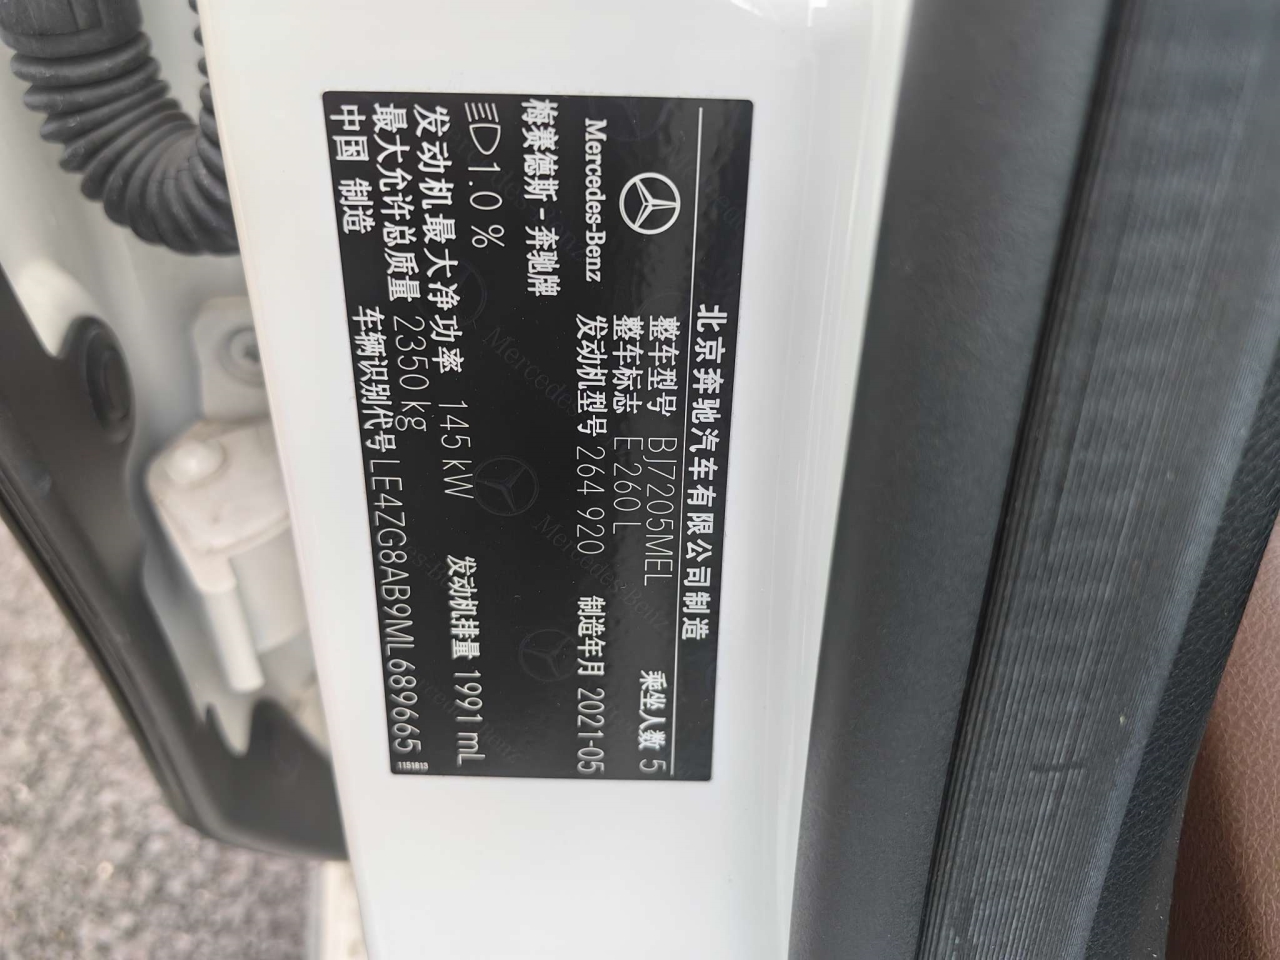 北京奔驰汽车有限公司制造
Mercedes-Benz
梅赛德斯-奔驰牌
整车型号 BJ7205MEL
乘坐人数 5
整车标志 E 260 L
发动机型号 264 920
制造年月 2021-05
1.0 %
发动机最大净功率 145 kW
发动机排量 1991 mL
最大允许总质量 2350 kg
中国 制造
车辆识别代号 LE4ZG8AB9ML689665
1151813